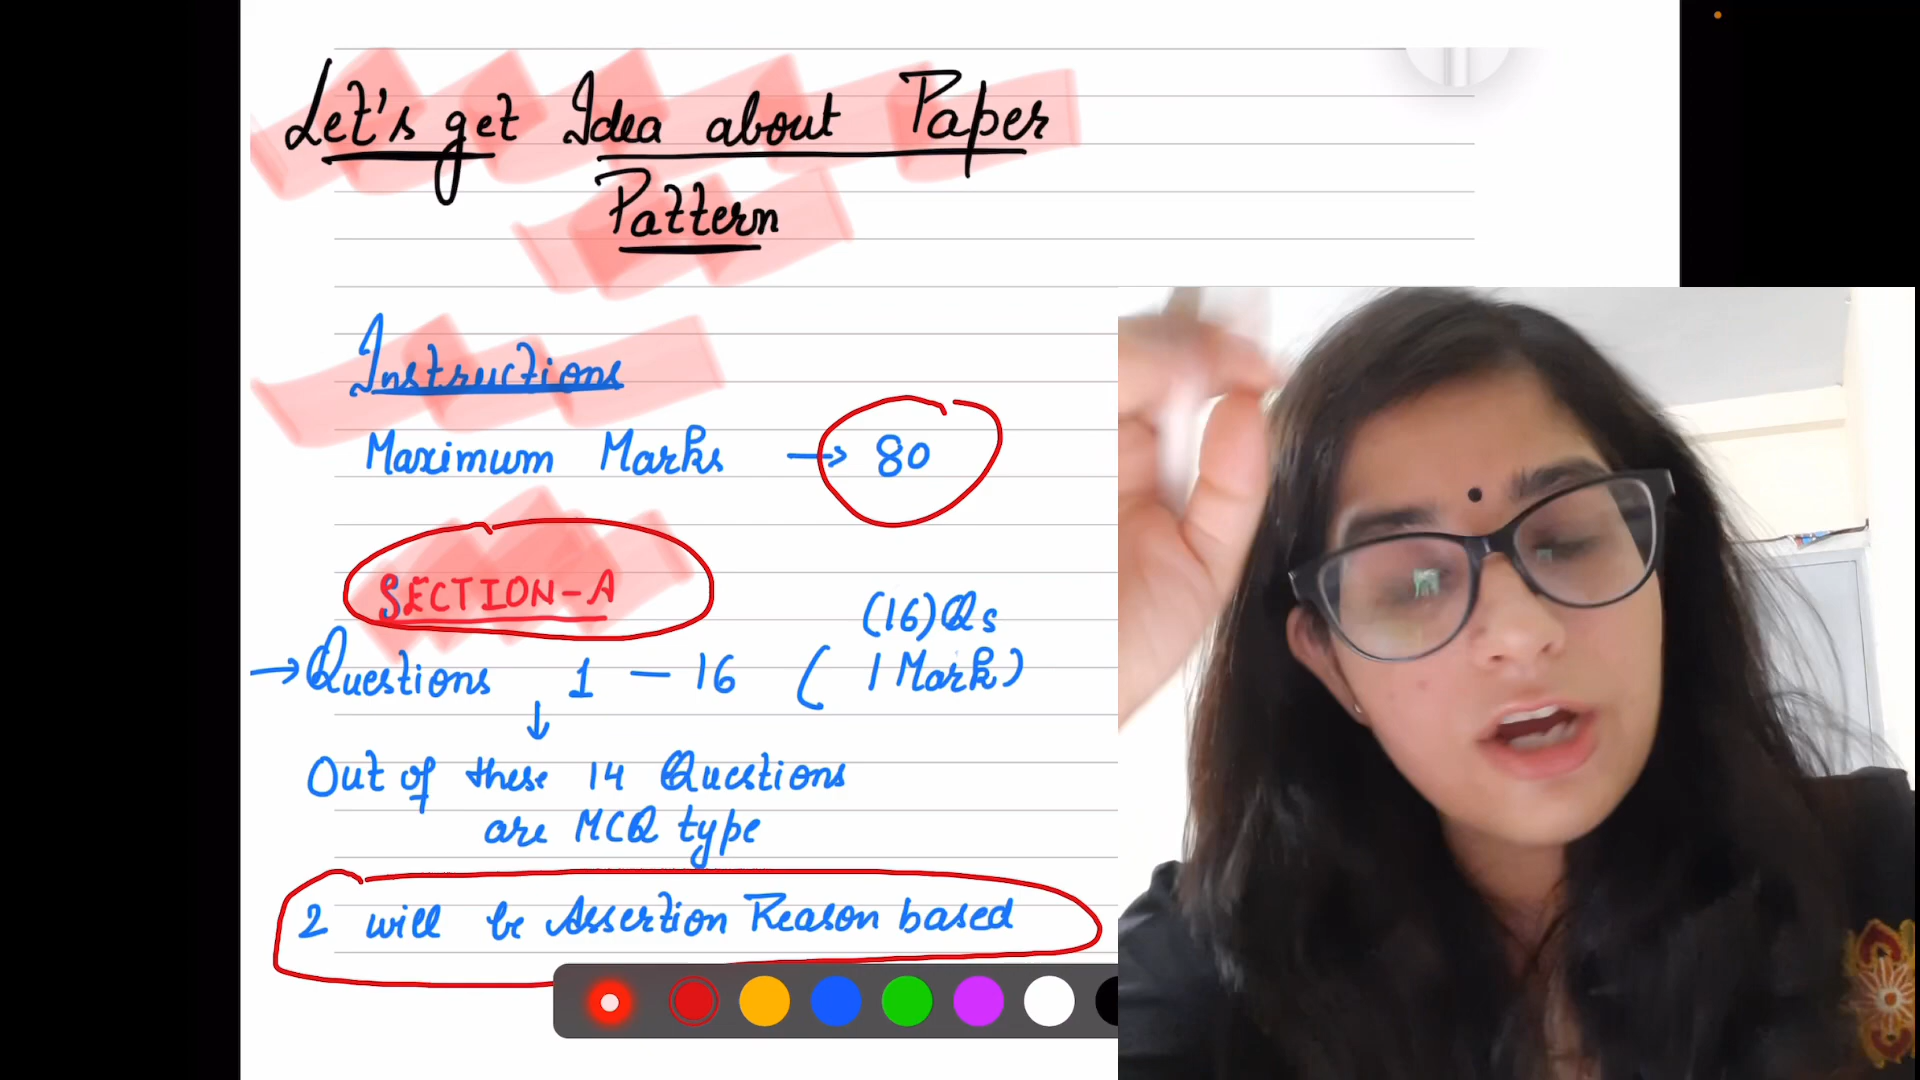 Let's get Idea about Paper
Pattern
Instructions
Maximum Marks → 80
SECTION-A
(16) Qs
→ Questions 1 — 16 ( 1 Mark)
↓
Out of these 14 Questions
are MCQ type
2 will be Assertion Reason based